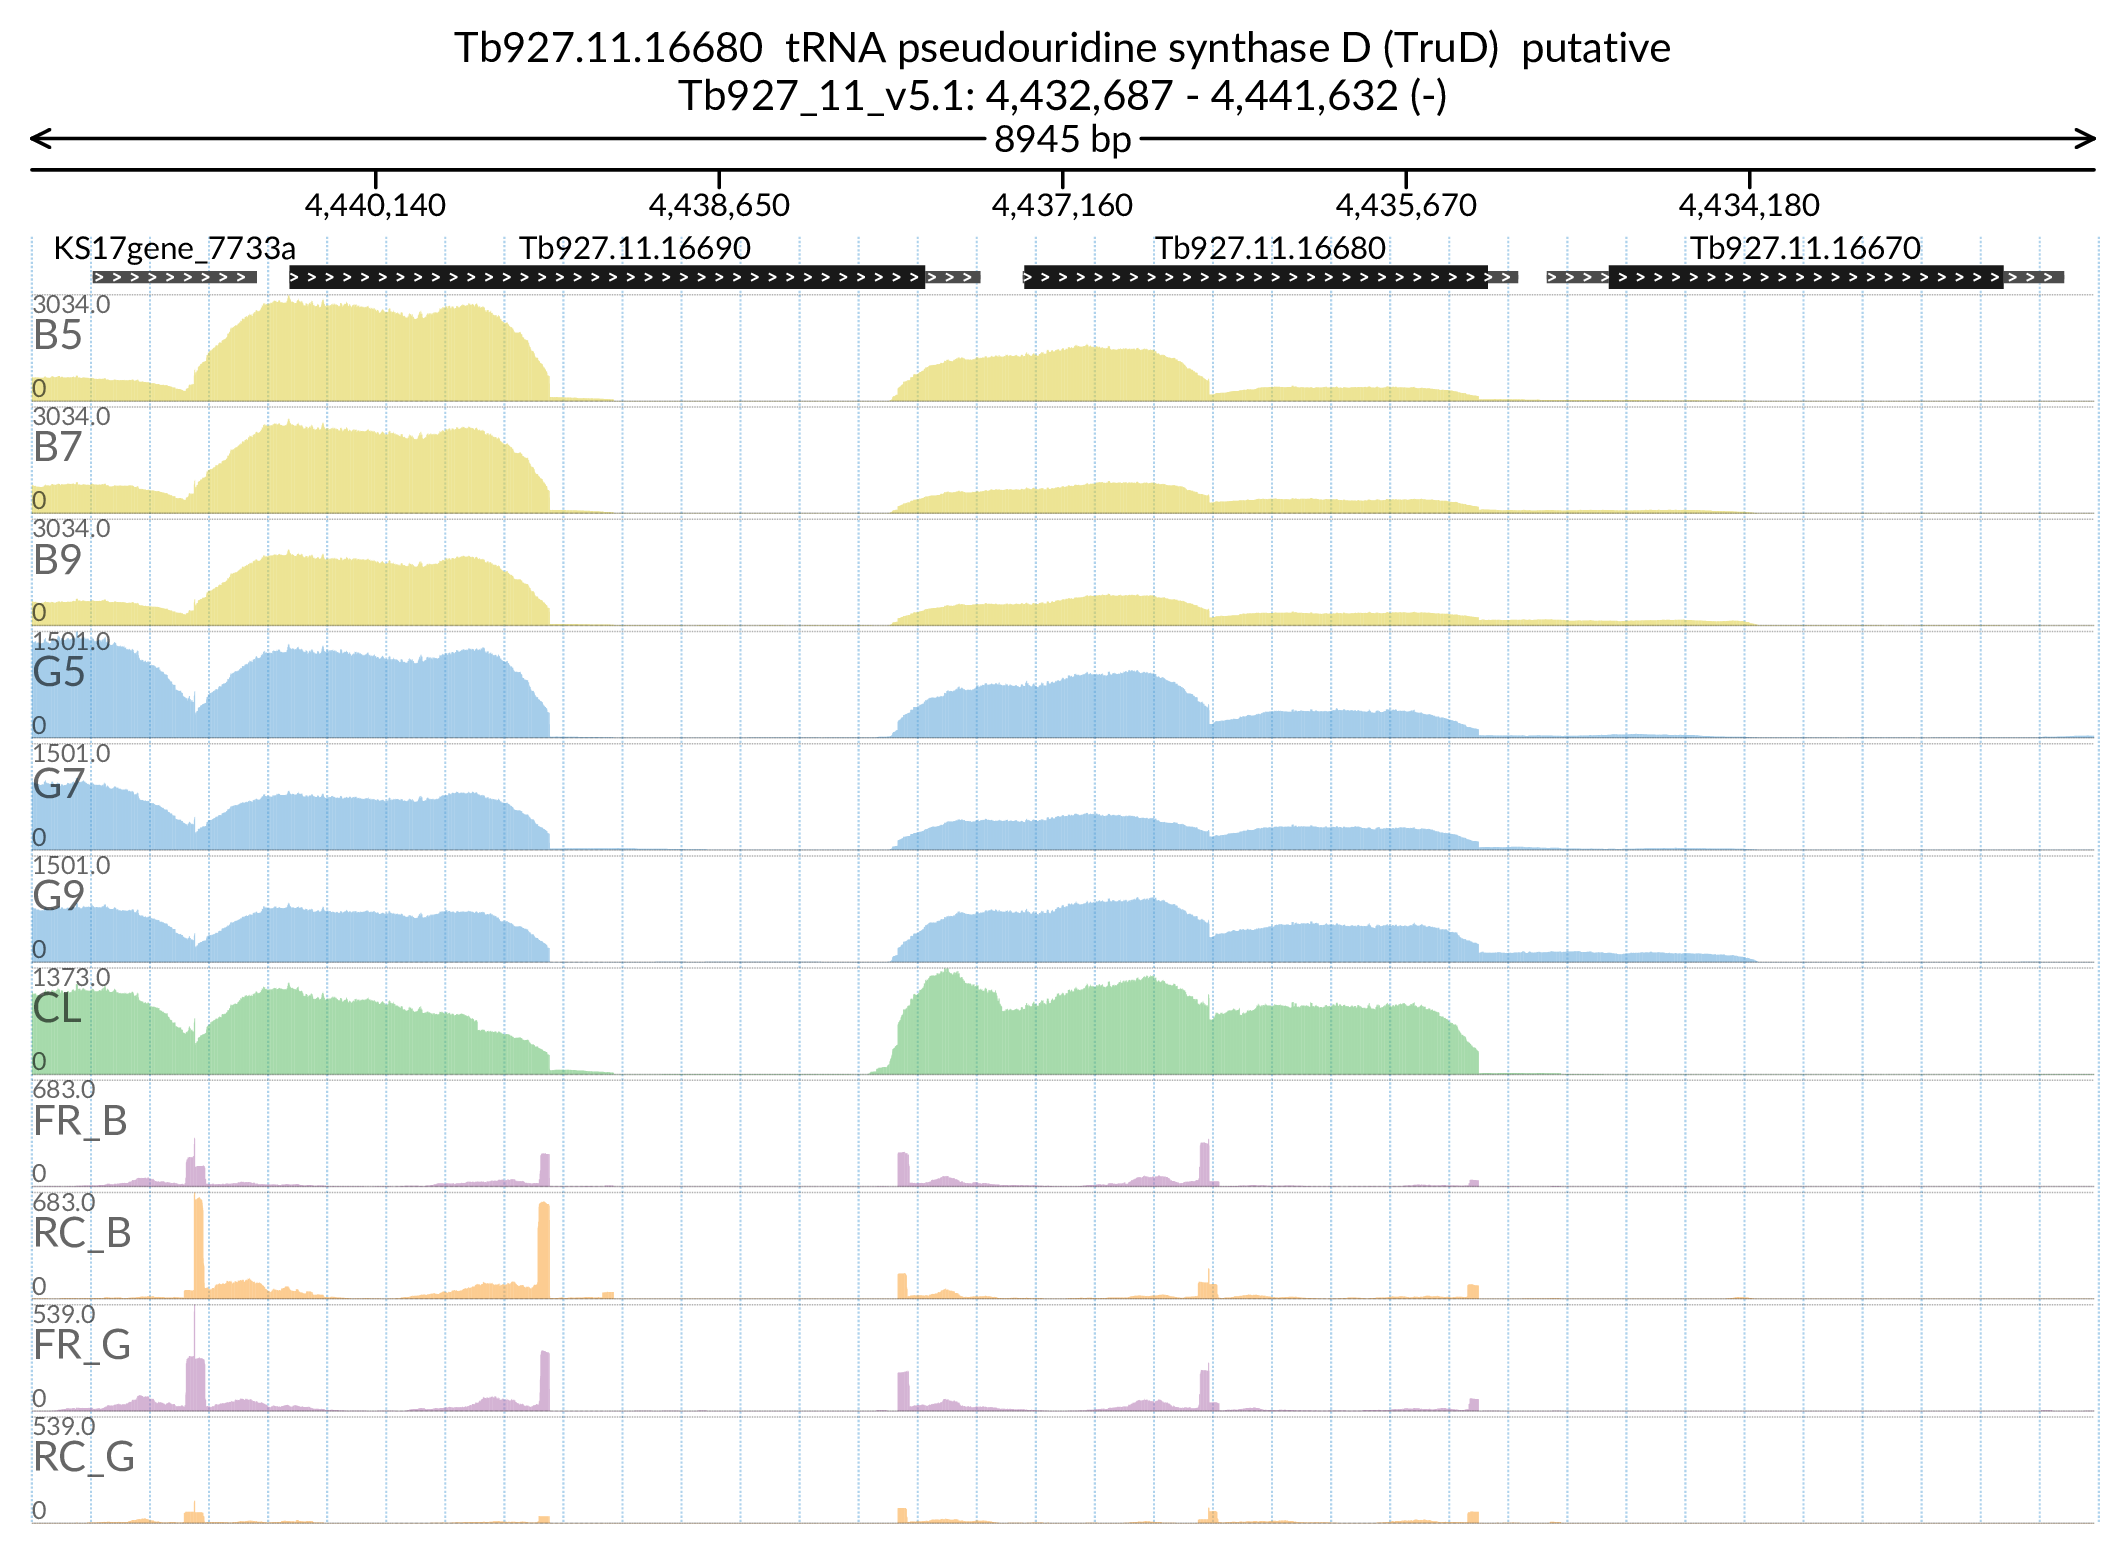 Tb927.11.16680  tRNA pseudouridine synthase D (TruD)  putative
Tb927_11_v5.1: 4,432,687 - 4,441,632 (-)
8945 bp
4,440,140 4,438,650 4,437,160 4,435,670 4,434,180
KS17gene_7733a Tb927.11.16690 Tb927.11.16680 Tb927.11.16670
3034.0
B5
0
3034.0
B7
0
3034.0
B9
0
1501.0
G5
0
1501.0
G7
0
1501.0
G9
0
1373.0
CL
0
683.0
FR_B
0
683.0
RC_B
0
539.0
FR_G
0
539.0
RC_G
0